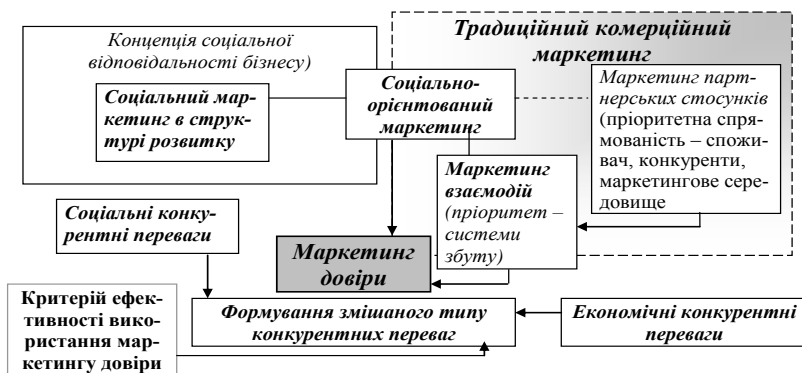 Концепція соціальної
відповідальності бізнесу)
Традиційний комерційний
маркетинг
Соціальний мар-
кетинг в струк-
турі розвитку
Соціально-
орієнтований
маркетинг
Маркетинг парт-
нерських стосунків
(пріоритетна спря-
мованість – спожи-
вач, конкуренти,
маркетингове сере-
довище
Маркетинг
взаємодій
(пріоритет –
системи
збуту)
Соціальні конку-
рентні переваги
Маркетинг
довіри
Критерій ефек-
тивності вико-
ристання мар-
кетингу довіри
Формування змішаного типу
конкурентних переваг
Економічні конкурентні
переваги